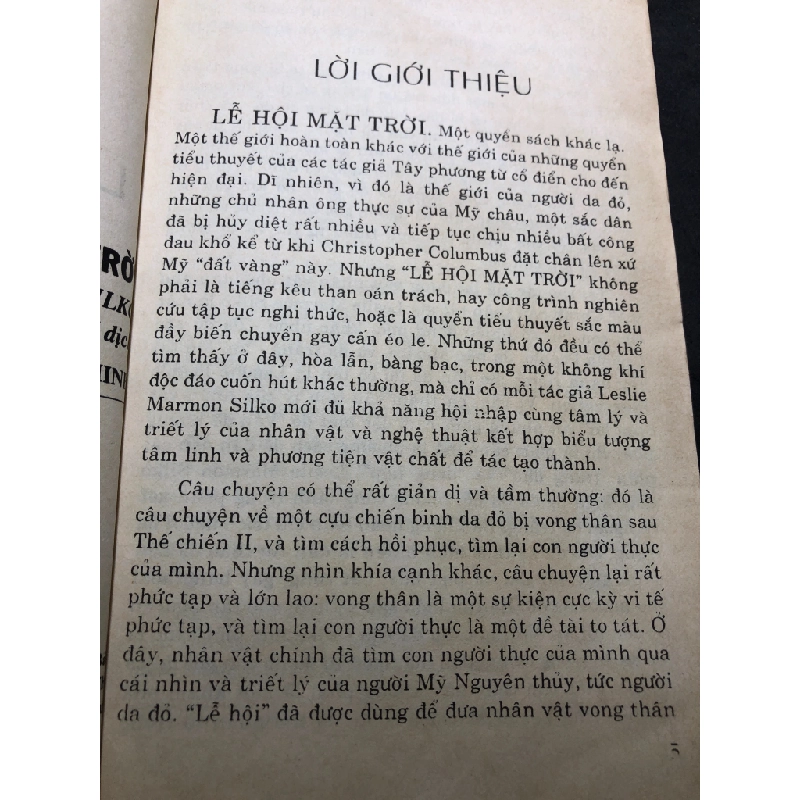 LỜI GIỚI THIỆU
LỄ HỘI MẶT TRỜI. Một quyển sách khác lạ.
Một thế giới hoàn toàn khác với thế giới của những quyển
tiểu thuyết của các tác giả Tây phương từ cổ điển cho đến
hiện đại. Dĩ nhiên, vì đó là thế giới của người da đỏ,
những chủ nhân ông thực sự của Mỹ châu, một sắc dân
đã bị hủy diệt rất nhiều và tiếp tục chịu nhiều bất công
đau khổ kể từ khi Christopher Columbus đặt chân lên xứ
Mỹ “đất vàng” này. Nhưng “LỄ HỘI MẶT TRỜI” không
phải là tiếng kêu than oán trách, hay công trình nghiên
cứu tập tục nghi thức, hoặc là quyển tiểu thuyết sắc màu
đầy biến chuyển gay cấn éo le. Những thứ đó đều có thể
tìm thấy ở đây, hòa lẫn, bàng bạc, trong một không khí
độc đáo cuốn hút khác thường, mà chỉ có mỗi tác giả Leslie
Marmon Silko mới đủ khả năng hội nhập cùng tâm lý và
triết lý của nhân vật và nghệ thuật kết hợp biểu tượng
tâm linh và phương tiện vật chất để tác tạo thành.
Câu chuyện có thể rất giản dị và tầm thường: đó là
câu chuyện về một cựu chiến binh da đỏ bị vong thân sau
Thế chiến II, và tìm cách hồi phục, tìm lại con người thực
của mình. Nhưng nhìn khía cạnh khác, câu chuyện lại rất
phức tạp và lớn lao: vong thân là một sự kiện cực kỳ vi tế
phức tạp, và tìm lại con người thực là một đề tài to tát. Ở
đây, nhân vật chính đã tìm con người thực của mình qua
cái nhìn và triết lý của người Mỹ Nguyên thủy, tức người
da đỏ. “Lễ hội” đã được dùng để đưa nhân vật vong thân
5
RỜ
ILKO
dịc
INH